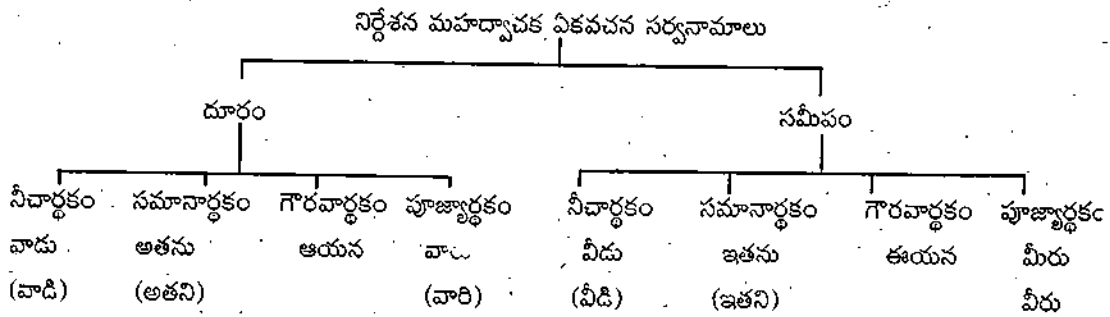 నిర్దేశన మహద్వాచక ఏకవచన సర్వనామాలు
దూరం సమీపం
నీచార్థకం సమానార్థకం గౌరవార్థకం పూజ్యార్థకం నీచార్థకం సమానార్థకం గౌరవార్థకం పూజ్యార్థకం
వాడు అతను ఆయన వీడు ఇతను ఈయన మీరు
(వాడి) (అతని) (వారి) (వీడి) (ఇతని) వీరు